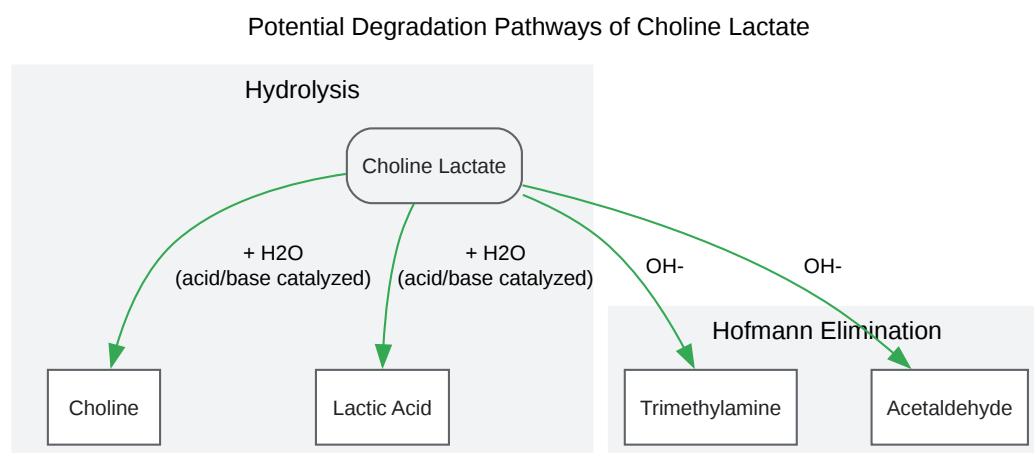 Potential Degradation Pathways of Choline Lactate
Hydrolysis
Choline Lactate
+ H2O
(acid/base catalyzed)
+ H2O
(acid/base catalyzed)
OH-
OH-
Hofmann Elimination
Choline
Lactic Acid
Trimethylamine
Acetaldehyde